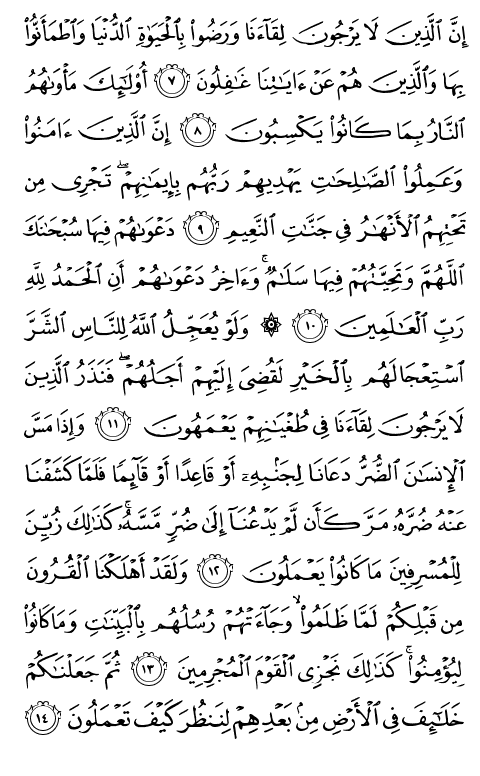 إِنَّ ٱلَّذِينَ لَا يَرۡجُونَ لِقَآءَنَا وَرَضُواْ بِٱلۡحَيَوٰةِ ٱلدُّنۡيَا وَٱطۡمَأَنُّواْ
بِهَا وَٱلَّذِينَ هُمۡ عَنۡ ءَايَٰتِنَا غَٰفِلُونَ ٧ أُوْلَٰٓئِكَ مَأۡوَىٰهُمُ
ٱلنَّارُ بِمَا كَانُواْ يَكۡسِبُونَ ٨ إِنَّ ٱلَّذِينَ ءَامَنُواْ
وَعَمِلُواْ ٱلصَّٰلِحَٰتِ يَهۡدِيهِمۡ رَبُّهُم بِإِيمَٰنِهِمۡۖ تَجۡرِي مِن
تَحۡتِهِمُ ٱلۡأَنۡهَٰرُ فِي جَنَّٰتِ ٱلنَّعِيمِ ٩ دَعۡوَىٰهُمۡ فِيهَا سُبۡحَٰنَكَ
ٱللَّهُمَّ وَتَحِيَّتُهُمۡ فِيهَا سَلَٰمٞۚ وَءَاخِرُ دَعۡوَىٰهُمۡ أَنِ ٱلۡحَمۡدُ لِلَّهِ
رَبِّ ٱلۡعَٰلَمِينَ ١٠ ۞ وَلَوۡ يُعَجِّلُ ٱللَّهُ لِلنَّاسِ ٱلشَّرَّ
ٱسۡتِعۡجَالَهُم بِٱلۡخَيۡرِ لَقُضِيَ إِلَيۡهِمۡ أَجَلُهُمۡۖ فَنَذَرُ ٱلَّذِينَ
لَا يَرۡجُونَ لِقَآءَنَا فِي طُغۡيَٰنِهِمۡ يَعۡمَهُونَ ١١ وَإِذَا مَسَّ
ٱلۡإِنسَٰنَ ٱلضُّرُّ دَعَانَا لِجَنۢبِهِۦٓ أَوۡ قَاعِدًا أَوۡ قَآئِمٗا فَلَمَّا كَشَفۡنَا
عَنۡهُ ضُرَّهُۥ مَرَّ كَأَن لَّمۡ يَدۡعُنَآ إِلَىٰ ضُرّٖ مَّسَّهُۥۚ كَذَٰلِكَ زُيِّنَ
لِلۡمُسۡرِفِينَ مَا كَانُواْ يَعۡمَلُونَ ١٢ وَلَقَدۡ أَهۡلَكۡنَا ٱلۡقُرُونَ
مِن قَبۡلِكُمۡ لَمَّا ظَلَمُواْ ۙ وَجَآءَتۡهُمۡ رُسُلُهُم بِٱلۡبَيِّنَٰتِ وَمَا كَانُواْ
لِيُؤۡمِنُواْۚ كَذَٰلِكَ نَجۡزِي ٱلۡقَوۡمَ ٱلۡمُجۡرِمِينَ ١٣ ثُمَّ جَعَلۡنَٰكُمۡ
خَلَٰٓئِفَ فِي ٱلۡأَرۡضِ مِنۢ بَعۡدِهِمۡ لِنَنظُرَ كَيۡفَ تَعۡمَلُونَ ١٤